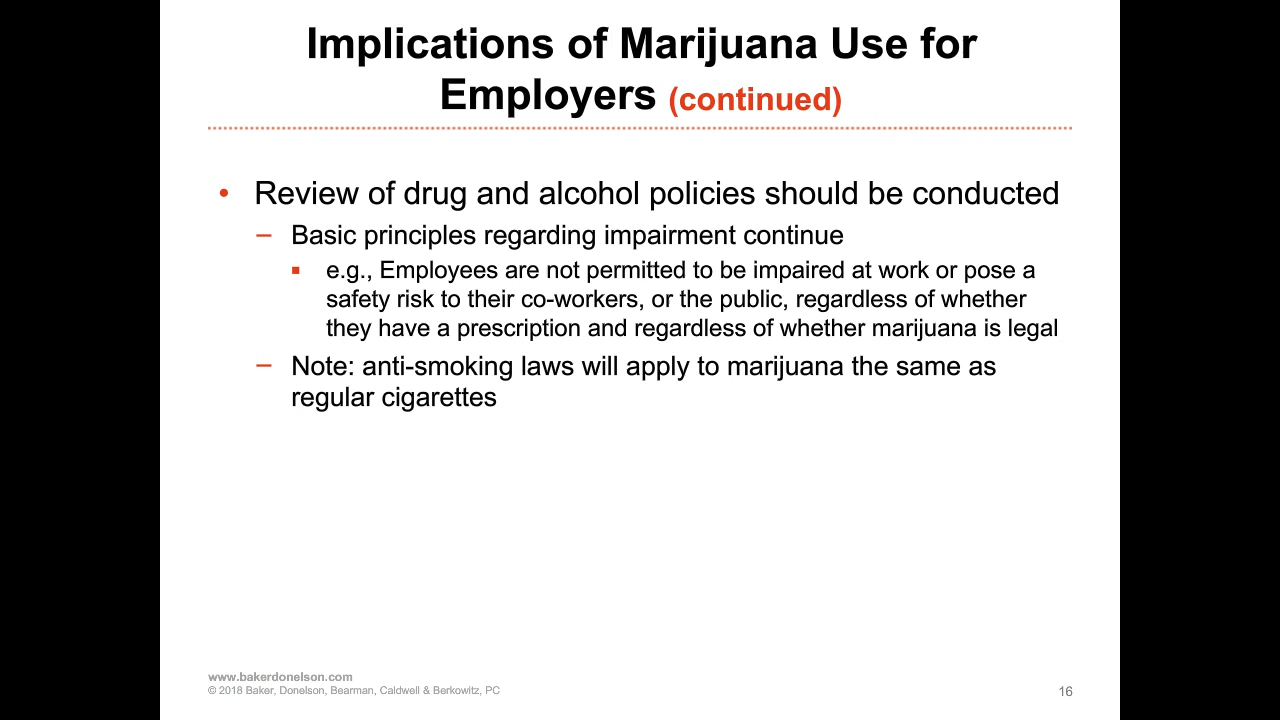 Implications of Marijuana Use for
Employers (continued)
• Review of drug and alcohol policies should be conducted
– Basic principles regarding impairment continue
▪ e.g., Employees are not permitted to be impaired at work or pose a
safety risk to their co-workers, or the public, regardless of whether
they have a prescription and regardless of whether marijuana is legal
– Note: anti-smoking laws will apply to marijuana the same as
regular cigarettes
www.bakerdonelson.com
© 2018 Baker, Donelson, Bearman, Caldwell & Berkowitz, PC
16